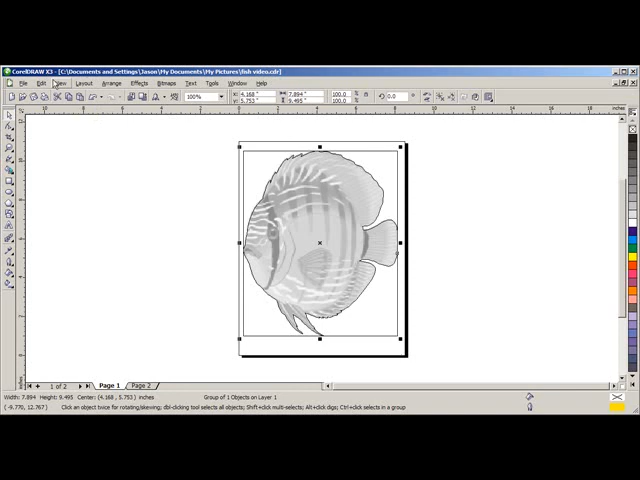 CorelDRAW X3 - [C:\Documents and Settings\Jason\My Documents\My Pictures\fish video.cdr]
File Edit View Layout Arrange Effects Bitmaps Text Tools Window Help
100%
x: 4.168 " 7.894 " 100.0 0.0
y: 5.753 " 9.495 " 100.0
1 of 2 Page 1 Page 2
Width: 7.894 Height: 9.495 Center: (4.168 , 5.753 ) inches Group of 1 Objects on Layer 1
( -9.770, 12.767 ) Click an object twice for rotating/skewing; dbl-clicking tool selects all objects; Shift+click multi-selects; Alt+click digs; Ctrl+click selects in a group